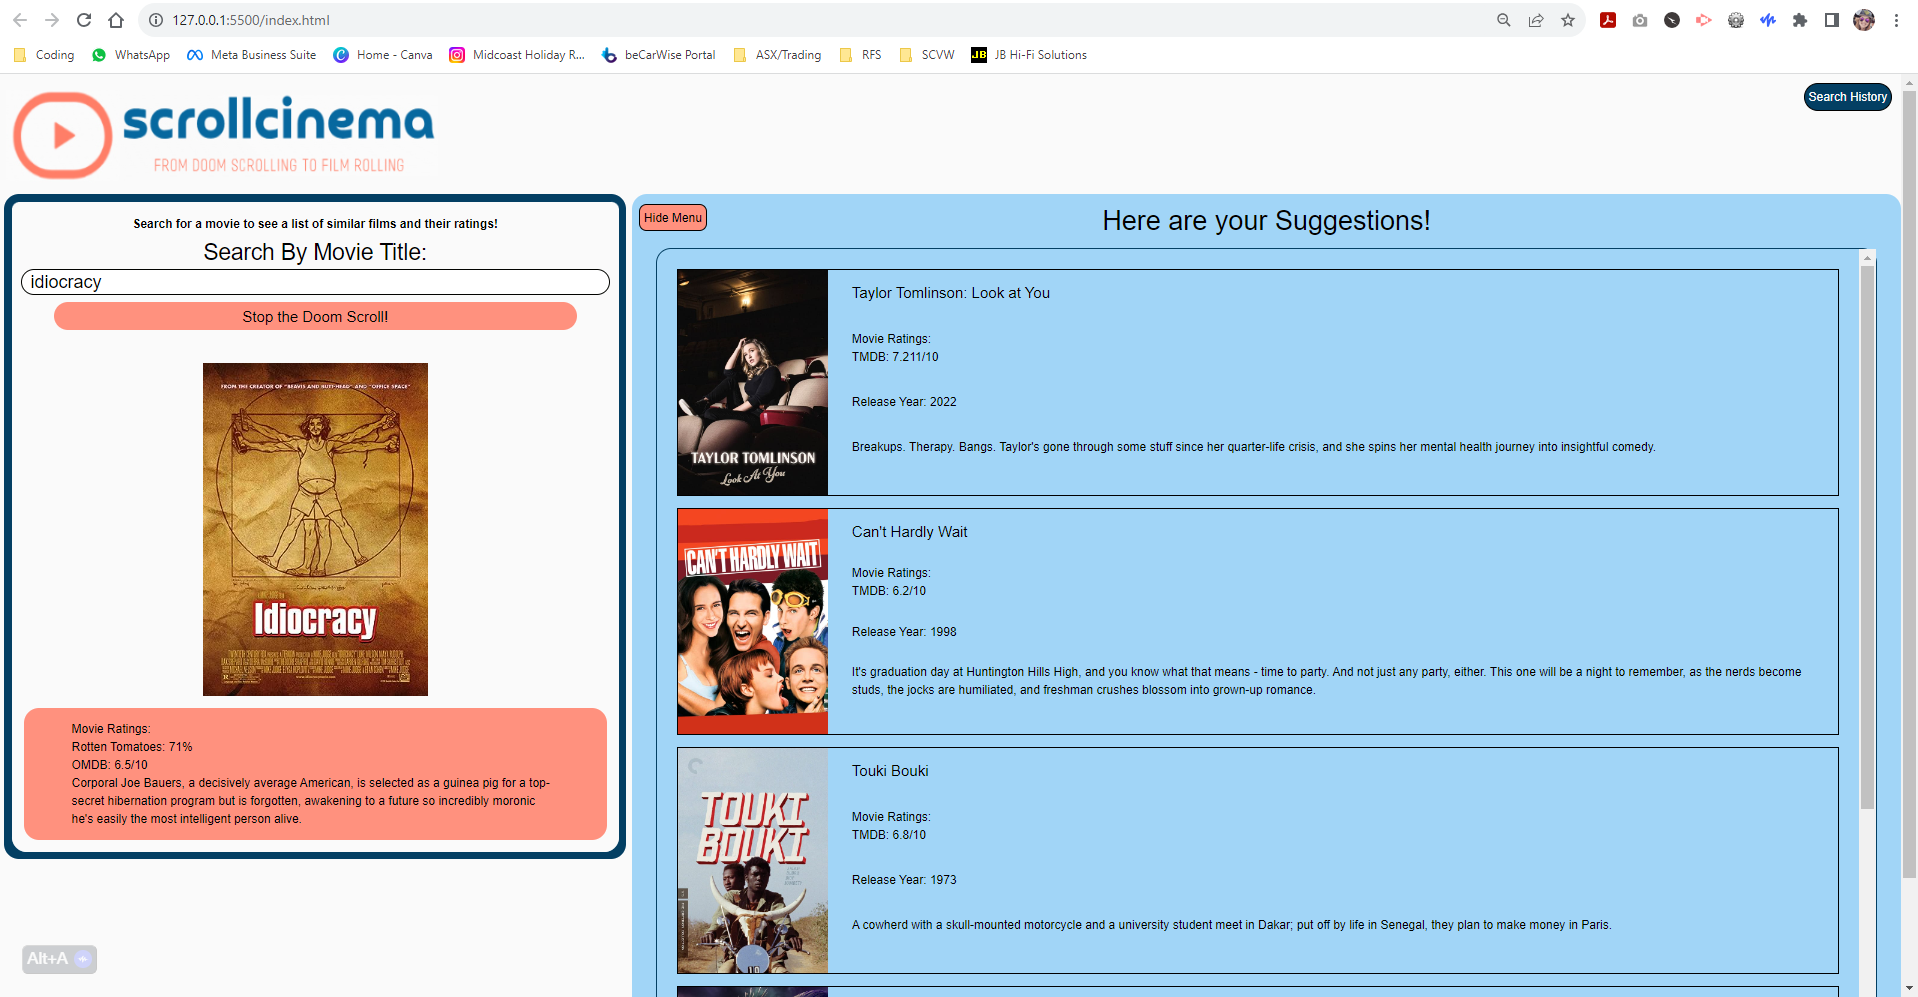 127.0.0.1:5500/index.html
Coding
WhatsApp
Meta Business Suite
Home - Canva
Midcoast Holiday R...
beCarWise Portal
ASX/Trading
RFS
SCVW
JB
JB Hi-Fi Solutions
scrollcinema
FROM DOOM SCROLLING TO FILM ROLLING
Search History
Search for a movie to see a list of similar films and their ratings!
Search By Movie Title:
idiocracy
Stop the Doom Scroll!
FROM THE CREATOR OF "BEAVIS AND BUTT-HEAD" AND "OFFICE SPACE"
Idiocracy
Movie Ratings:
Rotten Tomatoes: 71%
OMDB: 6.5/10
Corporal Joe Bauers, a decisively average American, is selected as a guinea pig for a top-
secret hibernation program but is forgotten, awakening to a future so incredibly moronic
he's easily the most intelligent person alive.
Alt+A
Hide Menu
Here are your Suggestions!
TAYLOR TOMLINSON
Look At You
Taylor Tomlinson: Look at You
Movie Ratings:
TMDB: 7.211/10
Release Year: 2022
Breakups. Therapy. Bangs. Taylor's gone through some stuff since her quarter-life crisis, and she spins her mental health journey into insightful comedy.
CAN'T HARDLY WAIT
Can't Hardly Wait
Movie Ratings:
TMDB: 6.2/10
Release Year: 1998
It's graduation day at Huntington Hills High, and you know what that means - time to party. And not just any party, either. This one will be a night to remember, as the nerds become
studs, the jocks are humiliated, and freshman crushes blossom into grown-up romance.
TOUKI
BOUKI
Touki Bouki
Movie Ratings:
TMDB: 6.8/10
Release Year: 1973
A cowherd with a skull-mounted motorcycle and a university student meet in Dakar; put off by life in Senegal, they plan to make money in Paris.